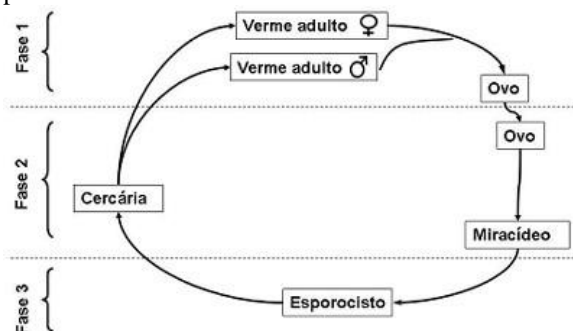 Fase 1
Verme adulto ♀
Verme adulto ♂
Ovo
Fase 2
Ovo
Cercária
Miracídeo
Fase 3
Esporocisto